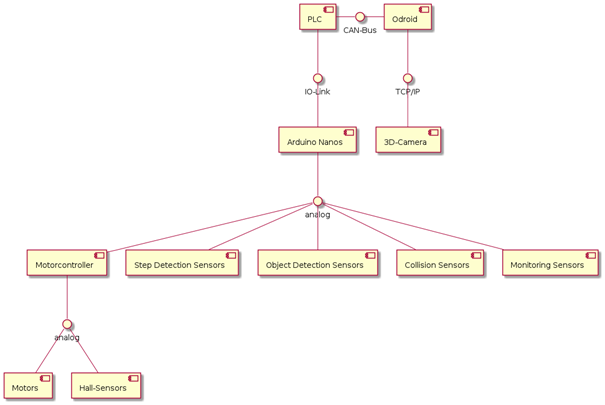 PLC
Odroid
CAN-Bus
IO-Link
TCP/IP
Arduino Nanos
3D-Camera
analog
Motorcontroller
Step Detection Sensors
Object Detection Sensors
Collision Sensors
Monitoring Sensors
analog
Motors
Hall-Sensors